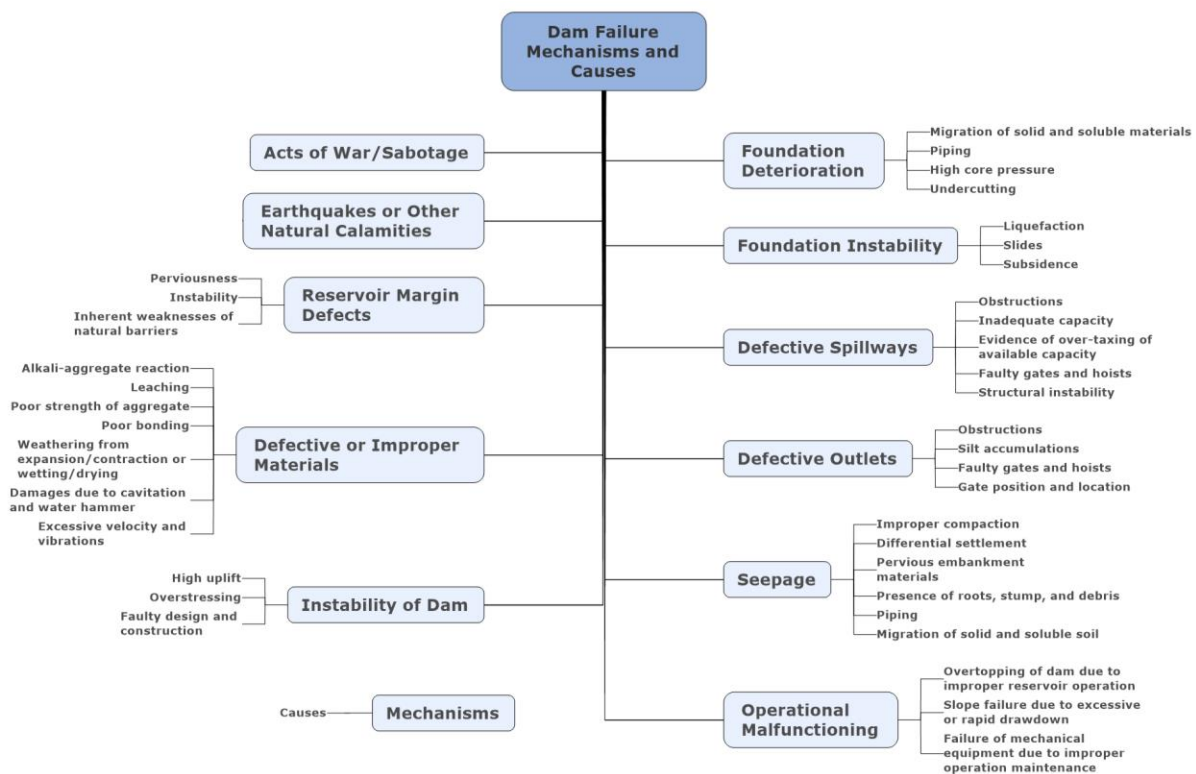 Dam Failure
Mechanisms and
Causes
Acts of War/Sabotage
Earthquakes or Other
Natural Calamities
Perviousness
Instability
Inherent weaknesses of
natural barriers
Reservoir Margin
Defects
Alkali-aggregate reaction
Leaching
Poor strength of aggregate
Poor bonding
Weathering from
expansion/contraction or
wetting/drying
Damages due to cavitation
and water hammer
Excessive velocity and
vibrations
Defective or Improper
Materials
High uplift
Overstressing
Faulty design and
construction
Instability of Dam
Causes
Mechanisms
Foundation
Deterioration
Migration of solid and soluble materials
Piping
High core pressure
Undercutting
Foundation Instability
Liquefaction
Slides
Subsidence
Defective Spillways
Obstructions
Inadequate capacity
Evidence of over-taxing of
available capacity
Faulty gates and hoists
Structural instability
Defective Outlets
Obstructions
Silt accumulations
Faulty gates and hoists
Gate position and location
Seepage
Improper compaction
Differential settlement
Pervious embankment
materials
Presence of roots, stump, and debris
Piping
Migration of solid and soluble soil
Operational
Malfunctioning
Overtopping of dam due to
improper reservoir operation
Slope failure due to excessive
or rapid drawdown
Failure of mechanical
equipment due to improper
operation maintenance